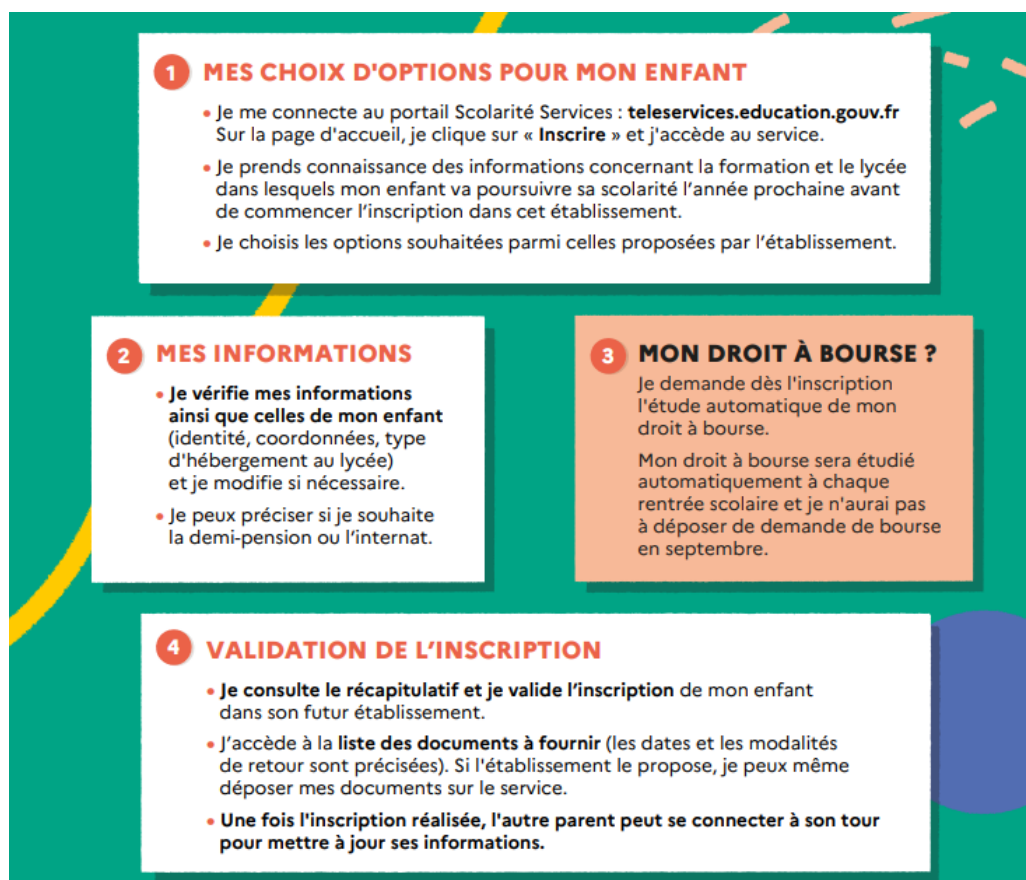 1 MES CHOIX D'OPTIONS POUR MON ENFANT
• Je me connecte au portail Scolarité Services : teleservices.education.gouv.fr
Sur la page d'accueil, je clique sur « Inscrire » et j'accède au service.
• Je prends connaissance des informations concernant la formation et le lycée
dans lesquels mon enfant va poursuivre sa scolarité l'année prochaine avant
de commencer l'inscription dans cet établissement.
• Je choisis les options souhaitées parmi celles proposées par l'établissement.
2 MES INFORMATIONS
• Je vérifie mes informations
ainsi que celles de mon enfant
(identité, coordonnées, type
d'hébergement au lycée)
et je modifie si nécessaire.
• Je peux préciser si je souhaite
la demi-pension ou l'internat.
3 MON DROIT À BOURSE ?
Je demande dès l'inscription
l'étude automatique de mon
droit à bourse.
Mon droit à bourse sera étudié
automatiquement à chaque
rentrée scolaire et je n'aurai pas
à déposer de demande de bourse
en septembre.
4 VALIDATION DE L'INSCRIPTION
• Je consulte le récapitulatif et je valide l'inscription de mon enfant
dans son futur établissement.
• J'accède à la liste des documents à fournir (les dates et les modalités
de retour sont précisées). Si l'établissement le propose, je peux même
déposer mes documents sur le service.
• Une fois l'inscription réalisée, l'autre parent peut se connecter à son tour
pour mettre à jour ses informations.